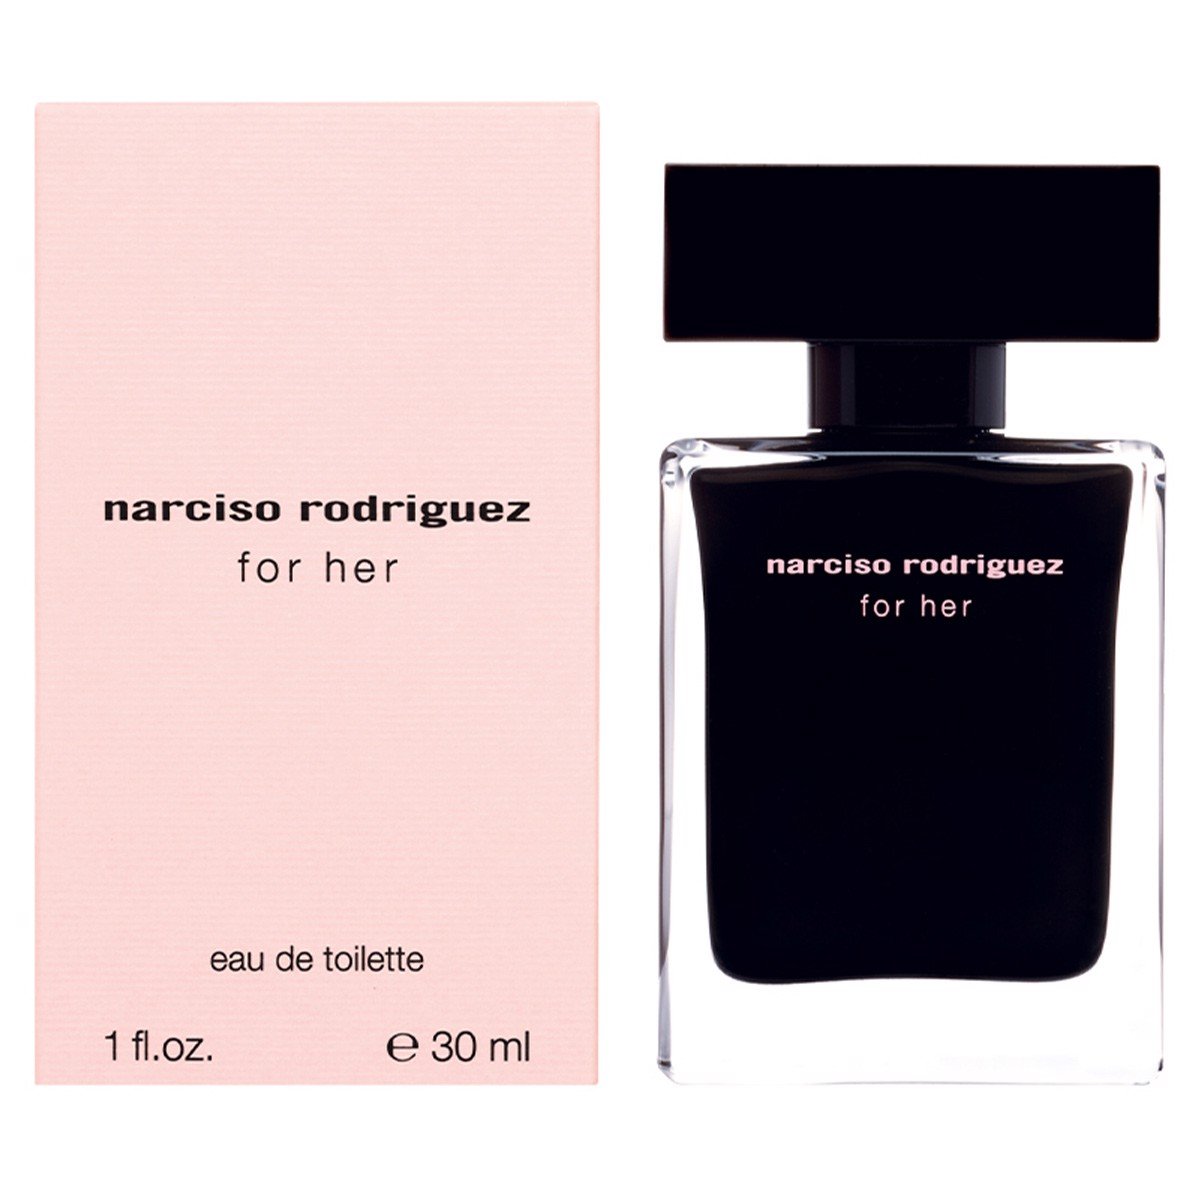 narciso rodriguez
for her
eau de toilette
1 fl.oz. ℮ 30 ml
narciso rodriguez
for her